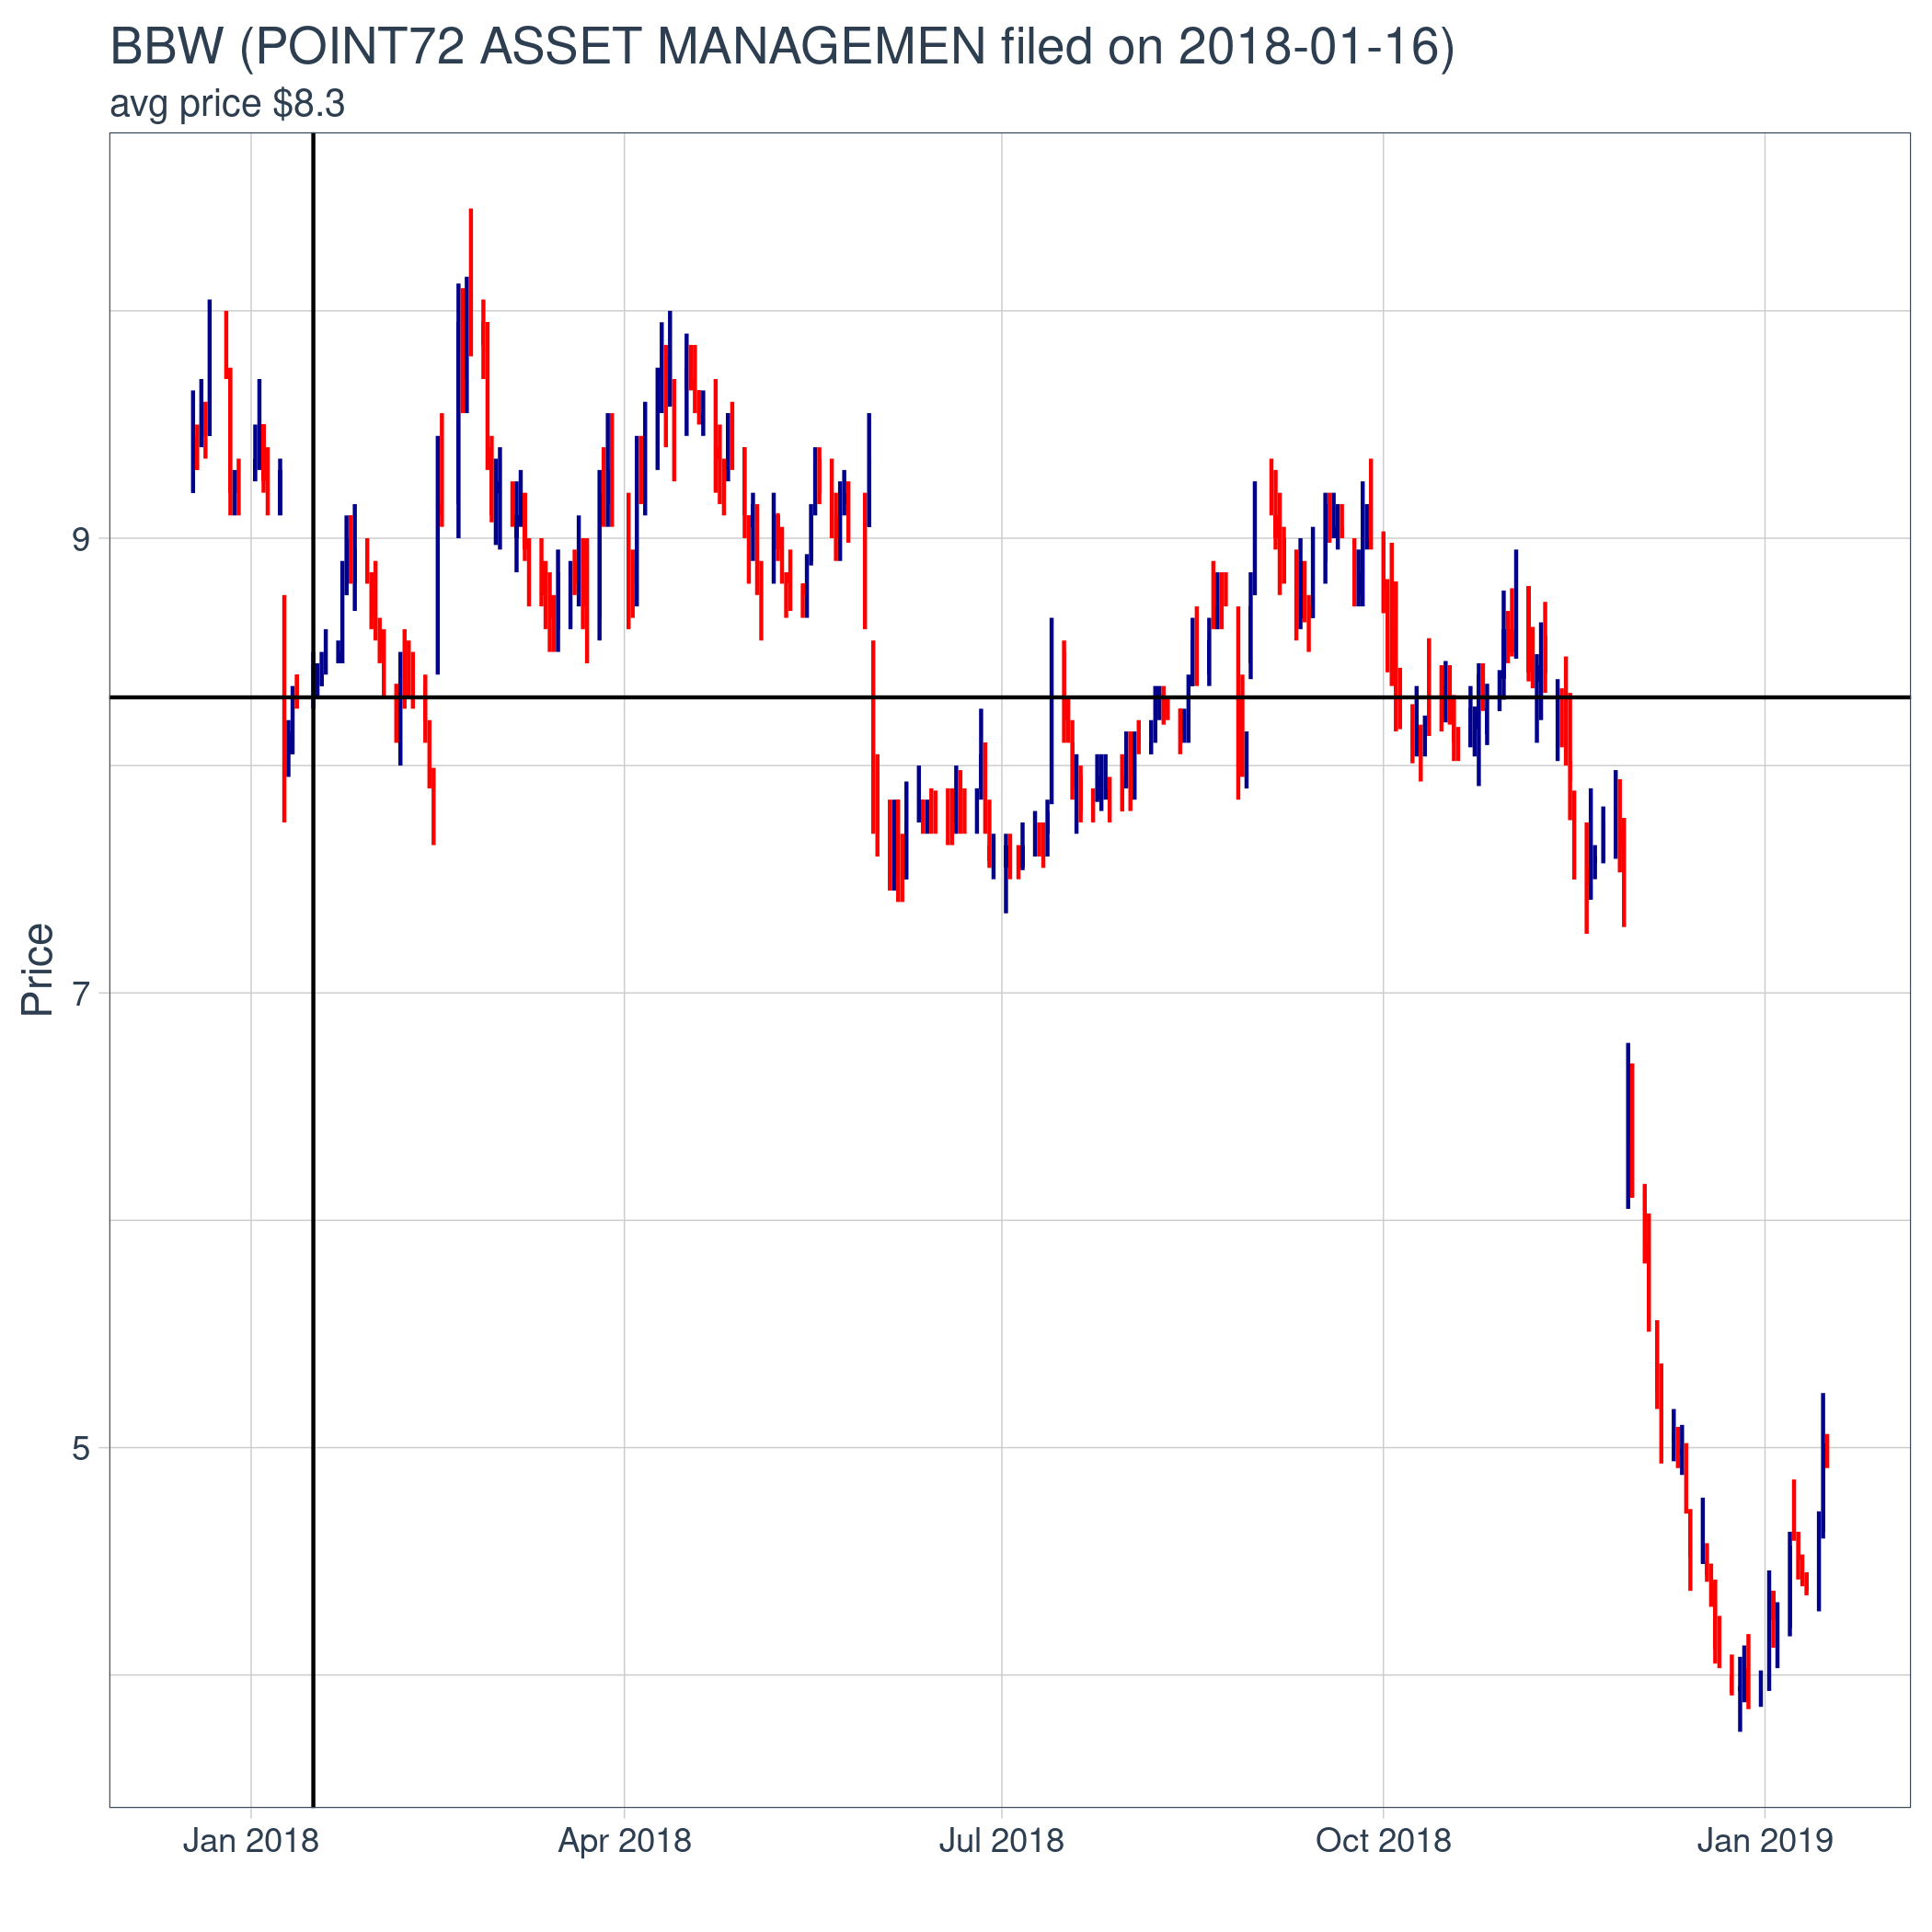 BBW (POINT72 ASSET MANAGEMEN filed on 2018-01-16)
avg price $8.3
9
7
5
Price
Jan 2018 Apr 2018 Jul 2018 Oct 2018 Jan 2019